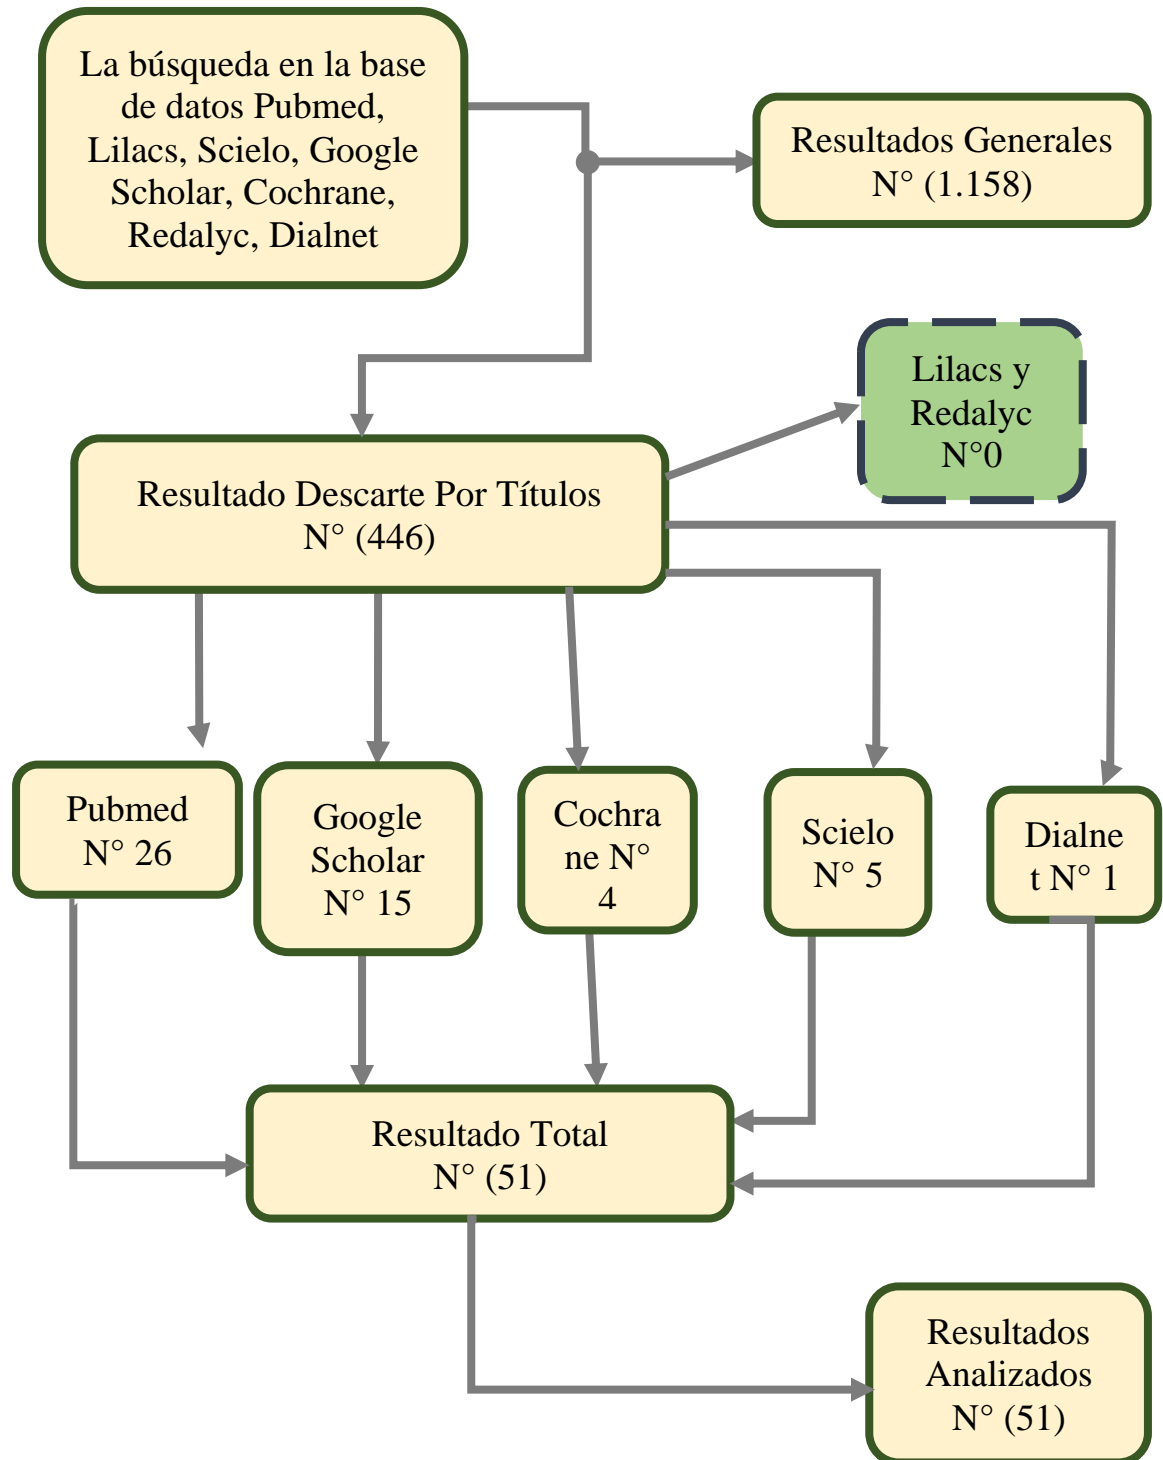 La búsqueda en la base
de datos Pubmed,
Lilacs, Scielo, Google
Scholar, Cochrane,
Redalyc, Dialnet
Resultados Generales
N° (1.158)
Lilacs y
Redalyc
N°0
Resultado Descarte Por Títulos
N° (446)
Pubmed
N° 26
Google
Scholar
N° 15
Cochra
ne N°
4
Scielo
N° 5
Dialne
t N° 1
Resultado Total
N° (51)
Resultados
Analizados
N° (51)